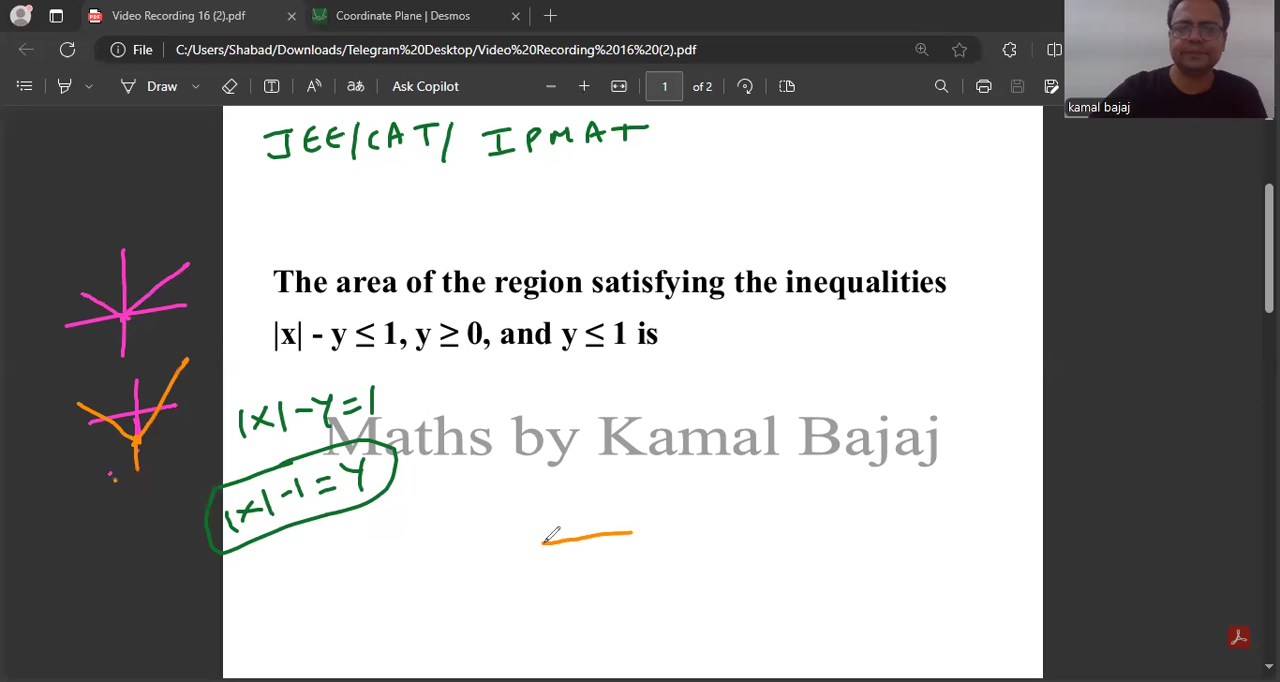 Video Recording 16 (2).pdf
Coordinate Plane | Desmos
File
C:/Users/Shabad/Downloads/Telegram%20Desktop/Video%20Recording%2016%20(2).pdf
Draw
aあ
Ask Copilot
1 of 2
kamal bajaj
JEE/CAT/ IPMAT
The area of the region satisfying the inequalities
|x| - y ≤ 1, y ≥ 0, and y ≤ 1 is
|x| - y = 1
Maths by Kamal Bajaj
|x| - 1 = y